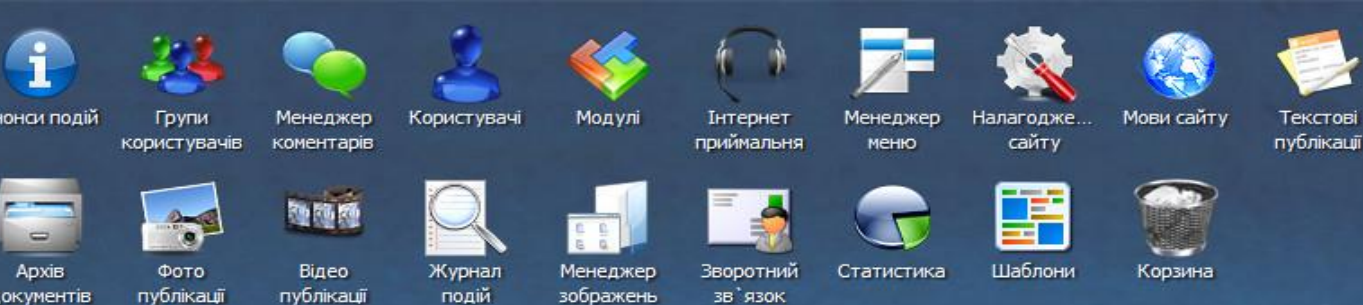 нонси подій
Групи
користувачів
Менеджер
коментарів
Користувачі
Модулі
Інтернет
приймальня
Менеджер
меню
Налагодже...
сайту
Мови сайту
Текстові
публікації
Архів
окументів
Фото
публікації
Відео
публікації
Журнал
подій
Менеджер
зображень
Зворотний
зв`язок
Статистика
Шаблони
Корзина